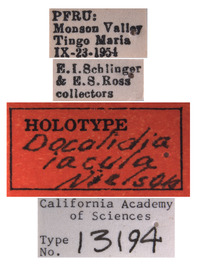 PERU:
Monson Valley
Tingo Maria
IX-23-1954
E.I.Schlinger
& E.S.Ross
collectors
HOLOTYPE
Docalidia
iacula
Nielson
California Academy
of Sciences
Type
No. 13194